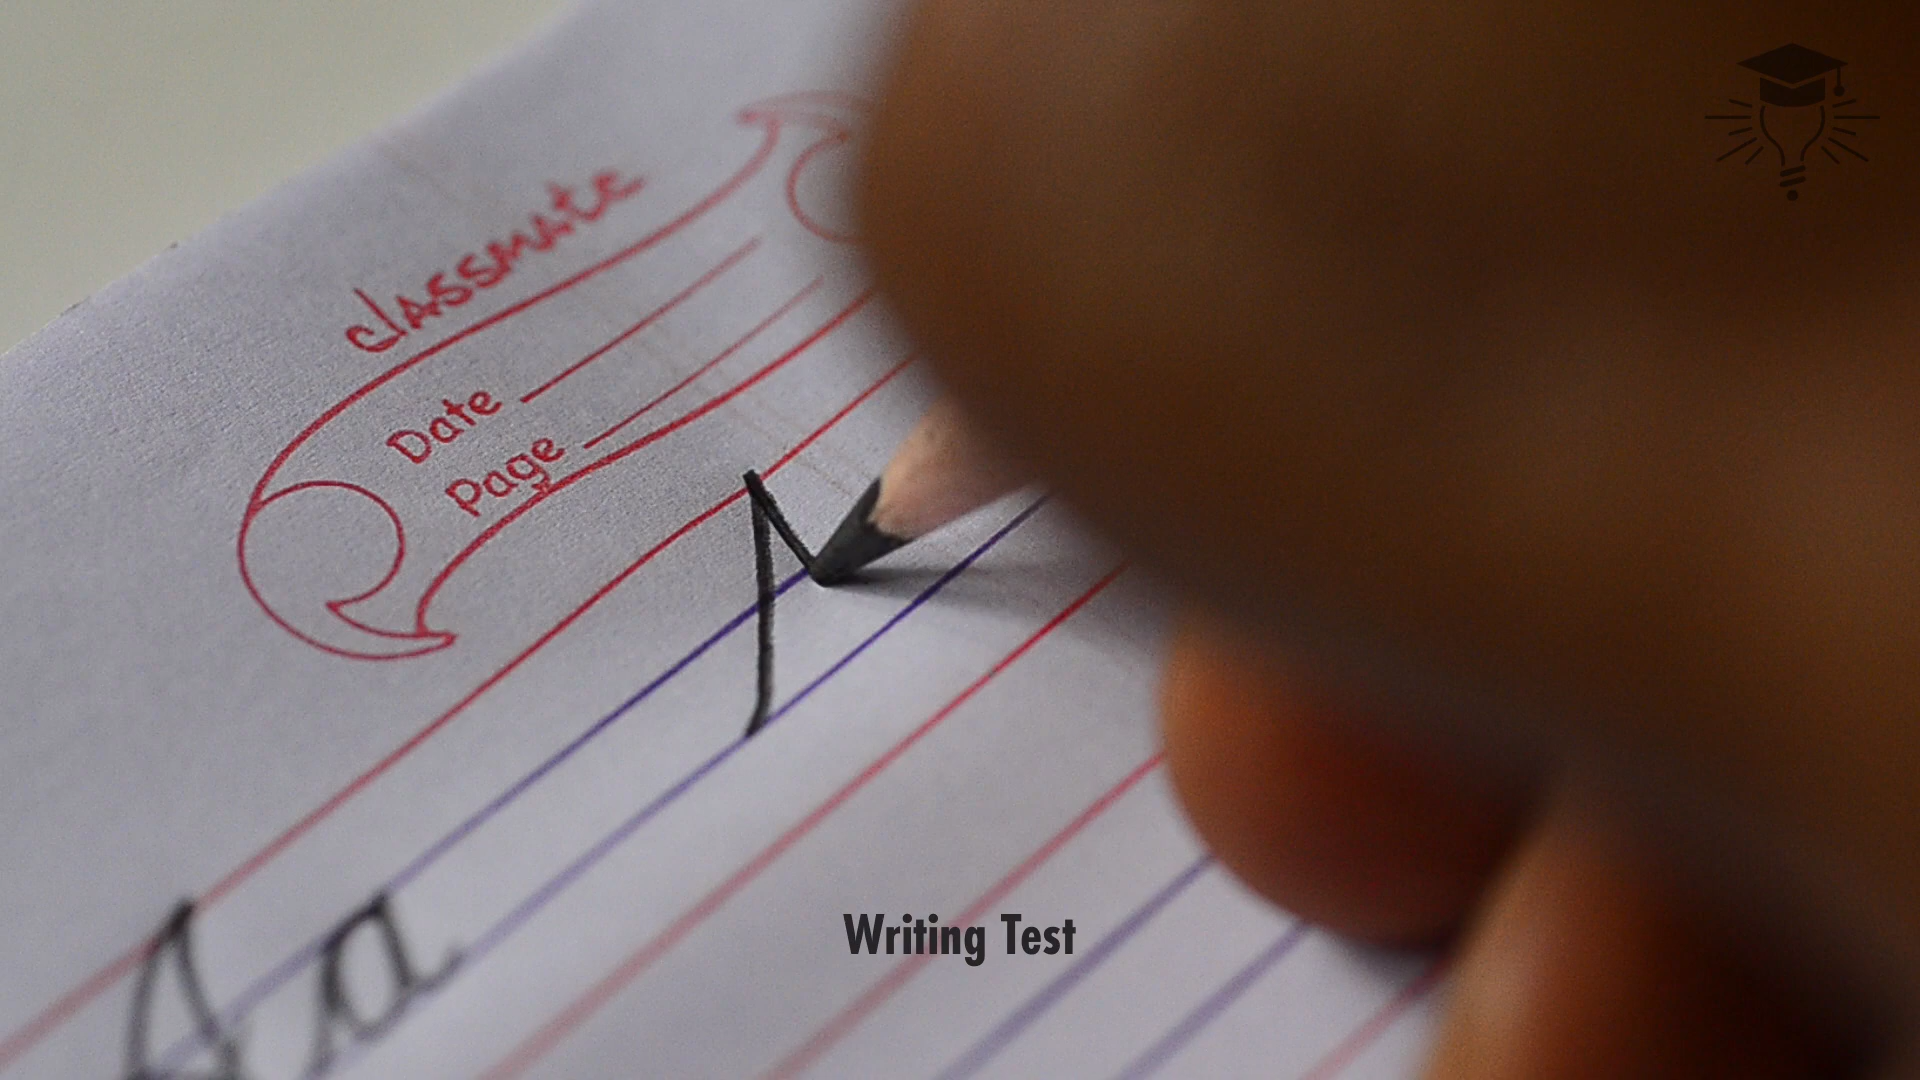 classmate
Date
Page
A a
Writing Test